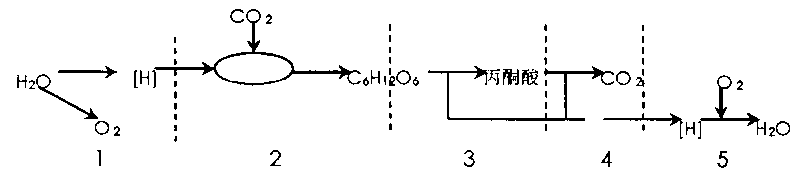 CO₂
H₂O
[H]
C₆H₁₂O₆
丙酮酸
CO₂
O₂
O₂
[H]
H₂O
1
2
3
4
5